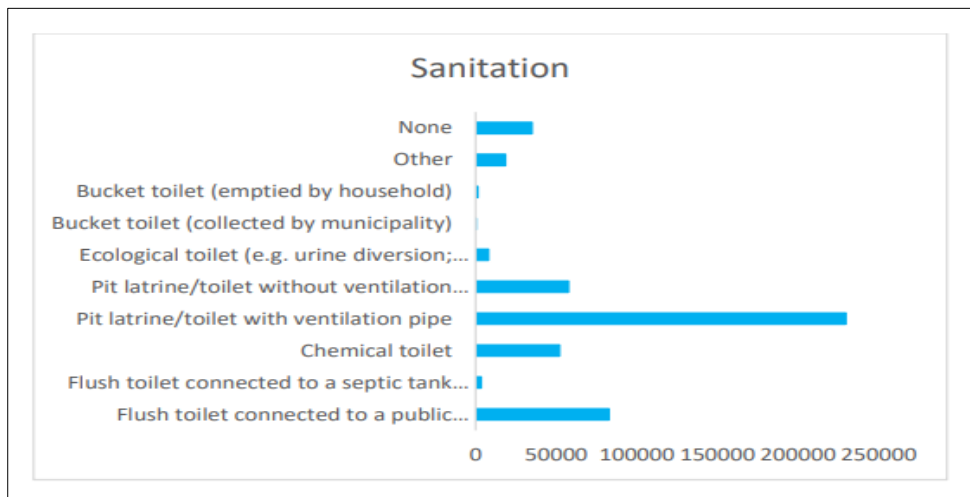 Sanitation
None
Other
Bucket toilet (emptied by household)
Bucket toilet (collected by municipality)
Ecological toilet (e.g. urine diversion;...
Pit latrine/toilet without ventilation...
Pit latrine/toilet with ventilation pipe
Chemical toilet
Flush toilet connected to a septic tank...
Flush toilet connected to a public...
0 50000 100000 150000 200000 250000